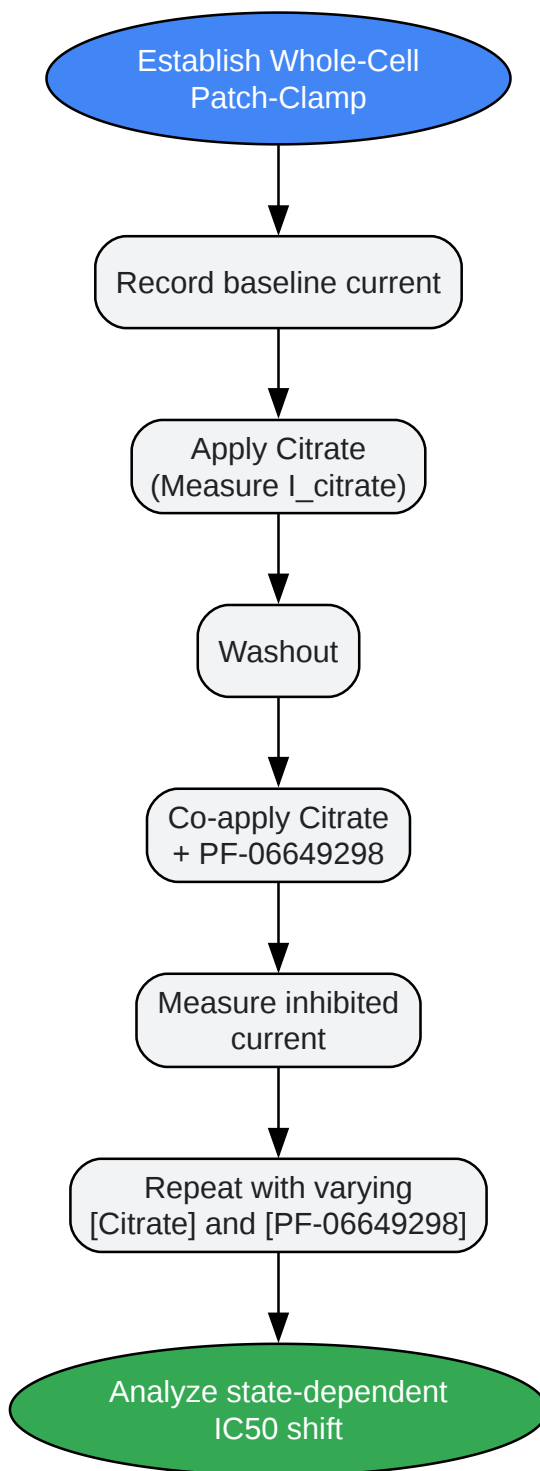 Establish Whole-Cell
Patch-Clamp
Record baseline current
Apply Citrate
(Measure I_citrate)
Washout
Co-apply Citrate
+ PF-06649298
Measure inhibited
current
Repeat with varying
[Citrate] and [PF-06649298]
Analyze state-dependent
IC50 shift